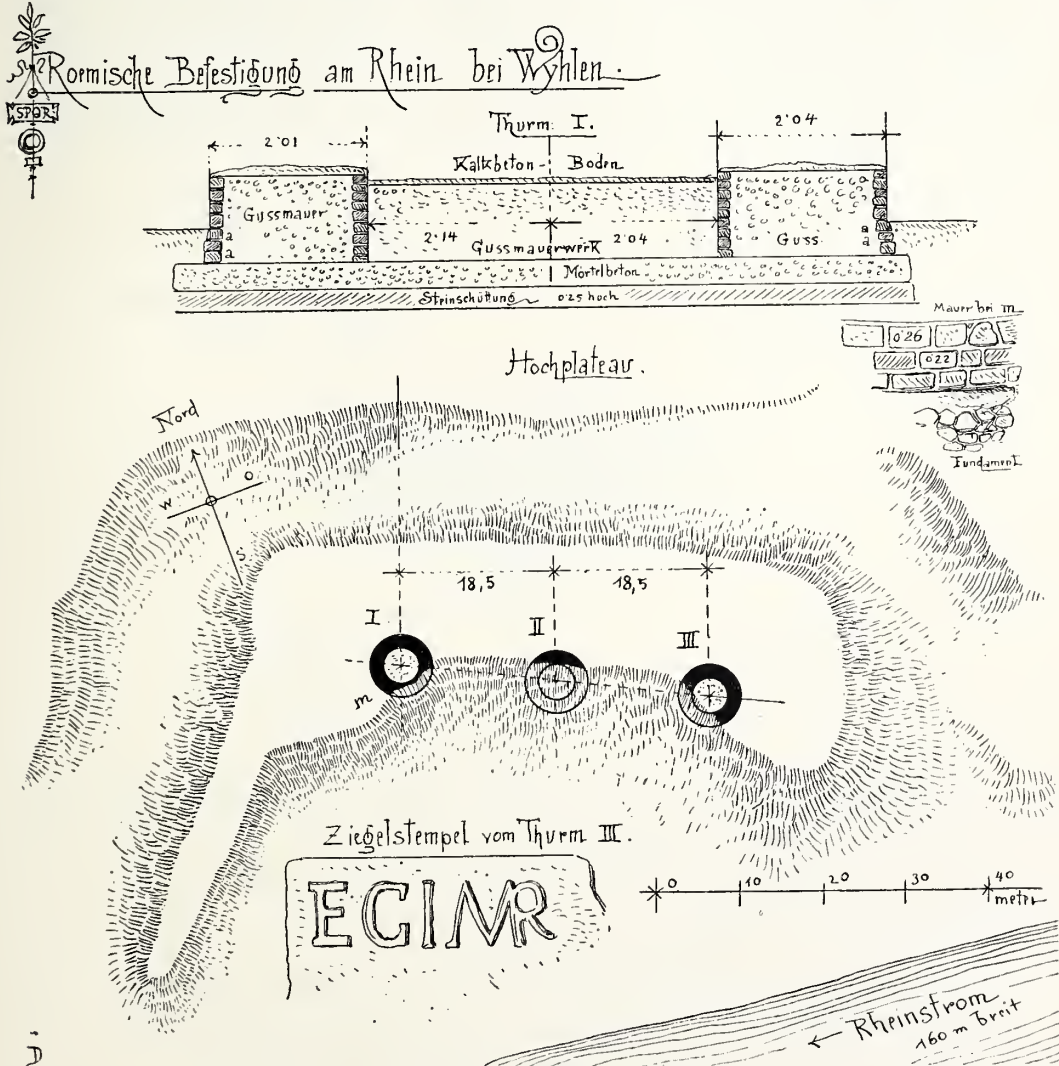 SPQR
Roemische Befestigung am Rhein bei Wyhlen.
Thurm I.
2·01
2·04
Kalkbeton-Boden
Gussmauer
2·14
2·04
Gussmauerwerk
Guss
a
a
a
a
a
Mörtelbeton
Steinschüttung 0·25 hoch
Mauer bei m
0·26
0·22
Fundament
Hochplateau.
Nord
W
O
S
18,5
18,5
I
II
III
m
Ziegelstempel vom Thurm III.
EGIMR
0 10 20 30 40
meter
← Rheinstrom
160 m breit
D